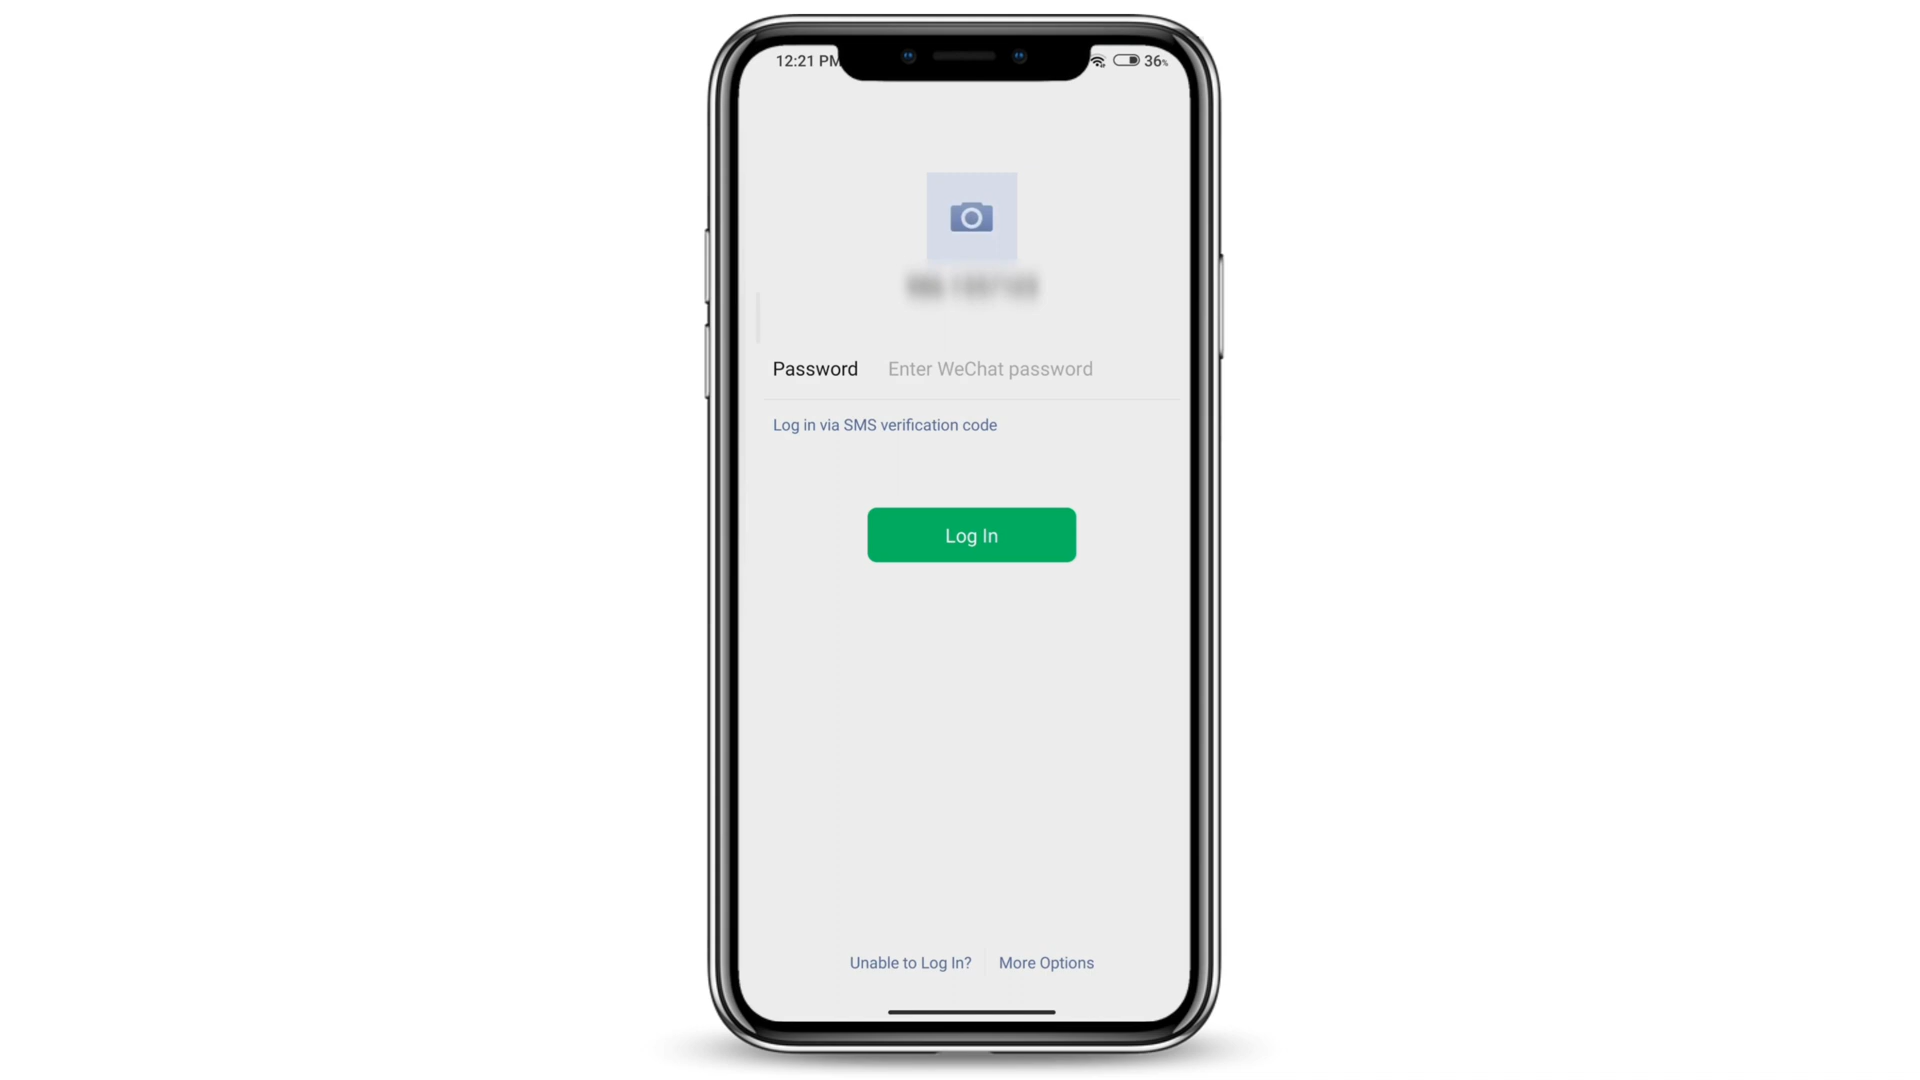 12:21 PM
36%
Password Enter WeChat password
Log in via SMS verification code
Log In
Unable to Log In? More Options